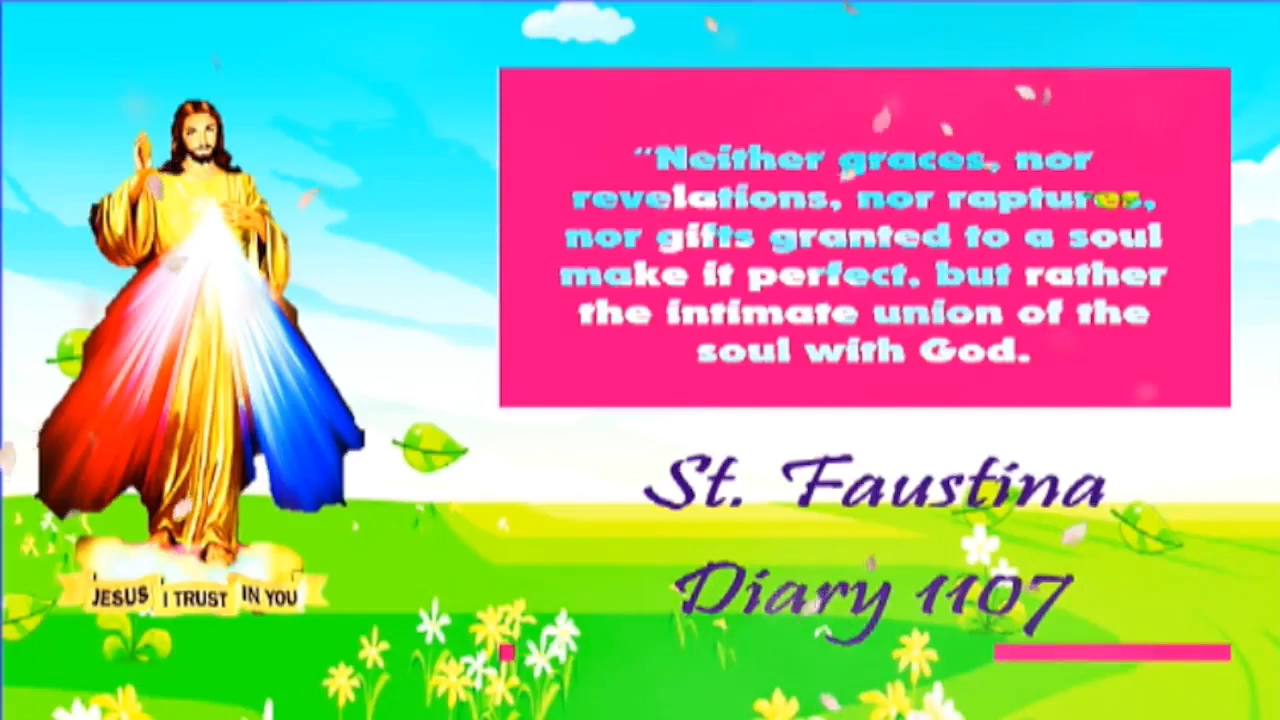 “Neither graces, nor
revelations, nor raptures,
nor gifts granted to a soul
make it perfect, but rather
the intimate union of the
soul with God.
St. Faustina
Diary 1107
JESUS I TRUST IN YOU